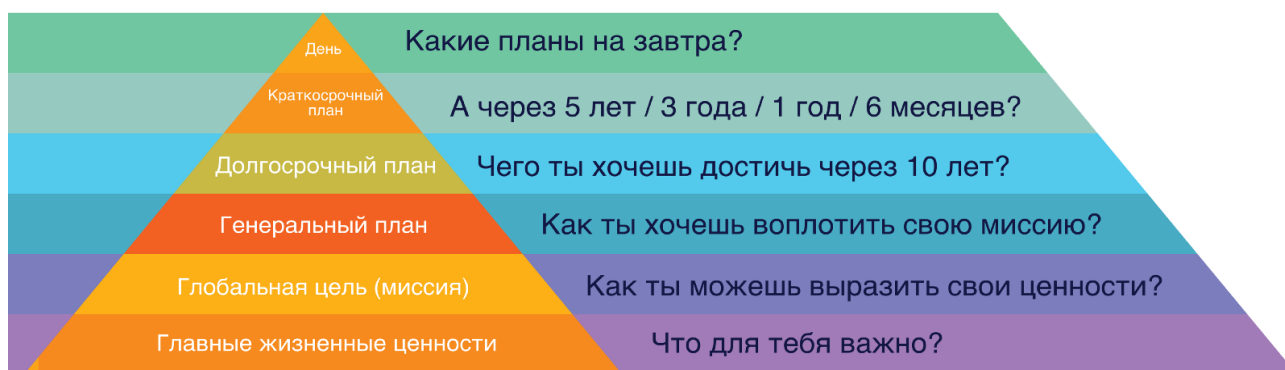 День
Какие планы на завтра?
Краткосрочный
план
А через 5 лет / 3 года / 1 год / 6 месяцев?
Долгосрочный план
Чего ты хочешь достичь через 10 лет?
Генеральный план
Как ты хочешь воплотить свою миссию?
Глобальная цель (миссия)
Как ты можешь выразить свои ценности?
Главные жизненные ценности
Что для тебя важно?